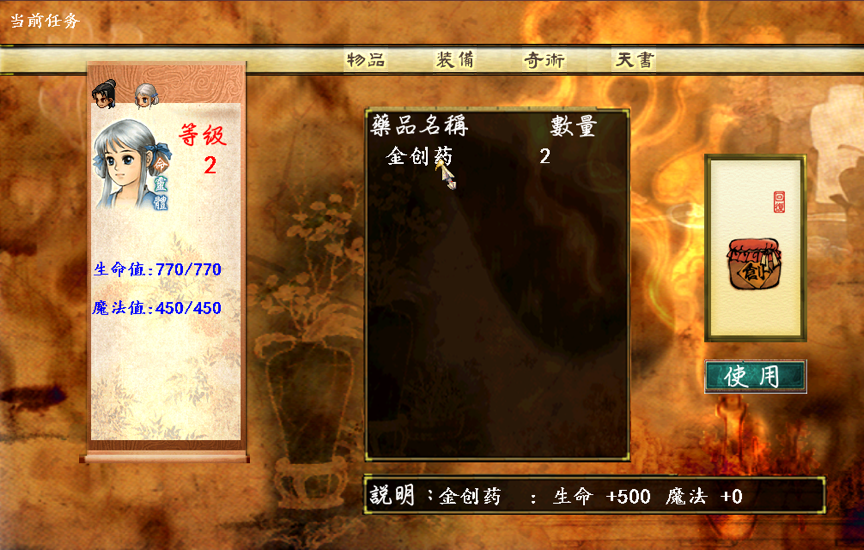 当前任务
物品 装備 奇術 天書
等级
2
命
靈
體
生命值:770/770
魔法值:450/450
藥品名稱 數量
金创药 2
回復
創
使用
説明：金创药 : 生命 +500 魔法 +0